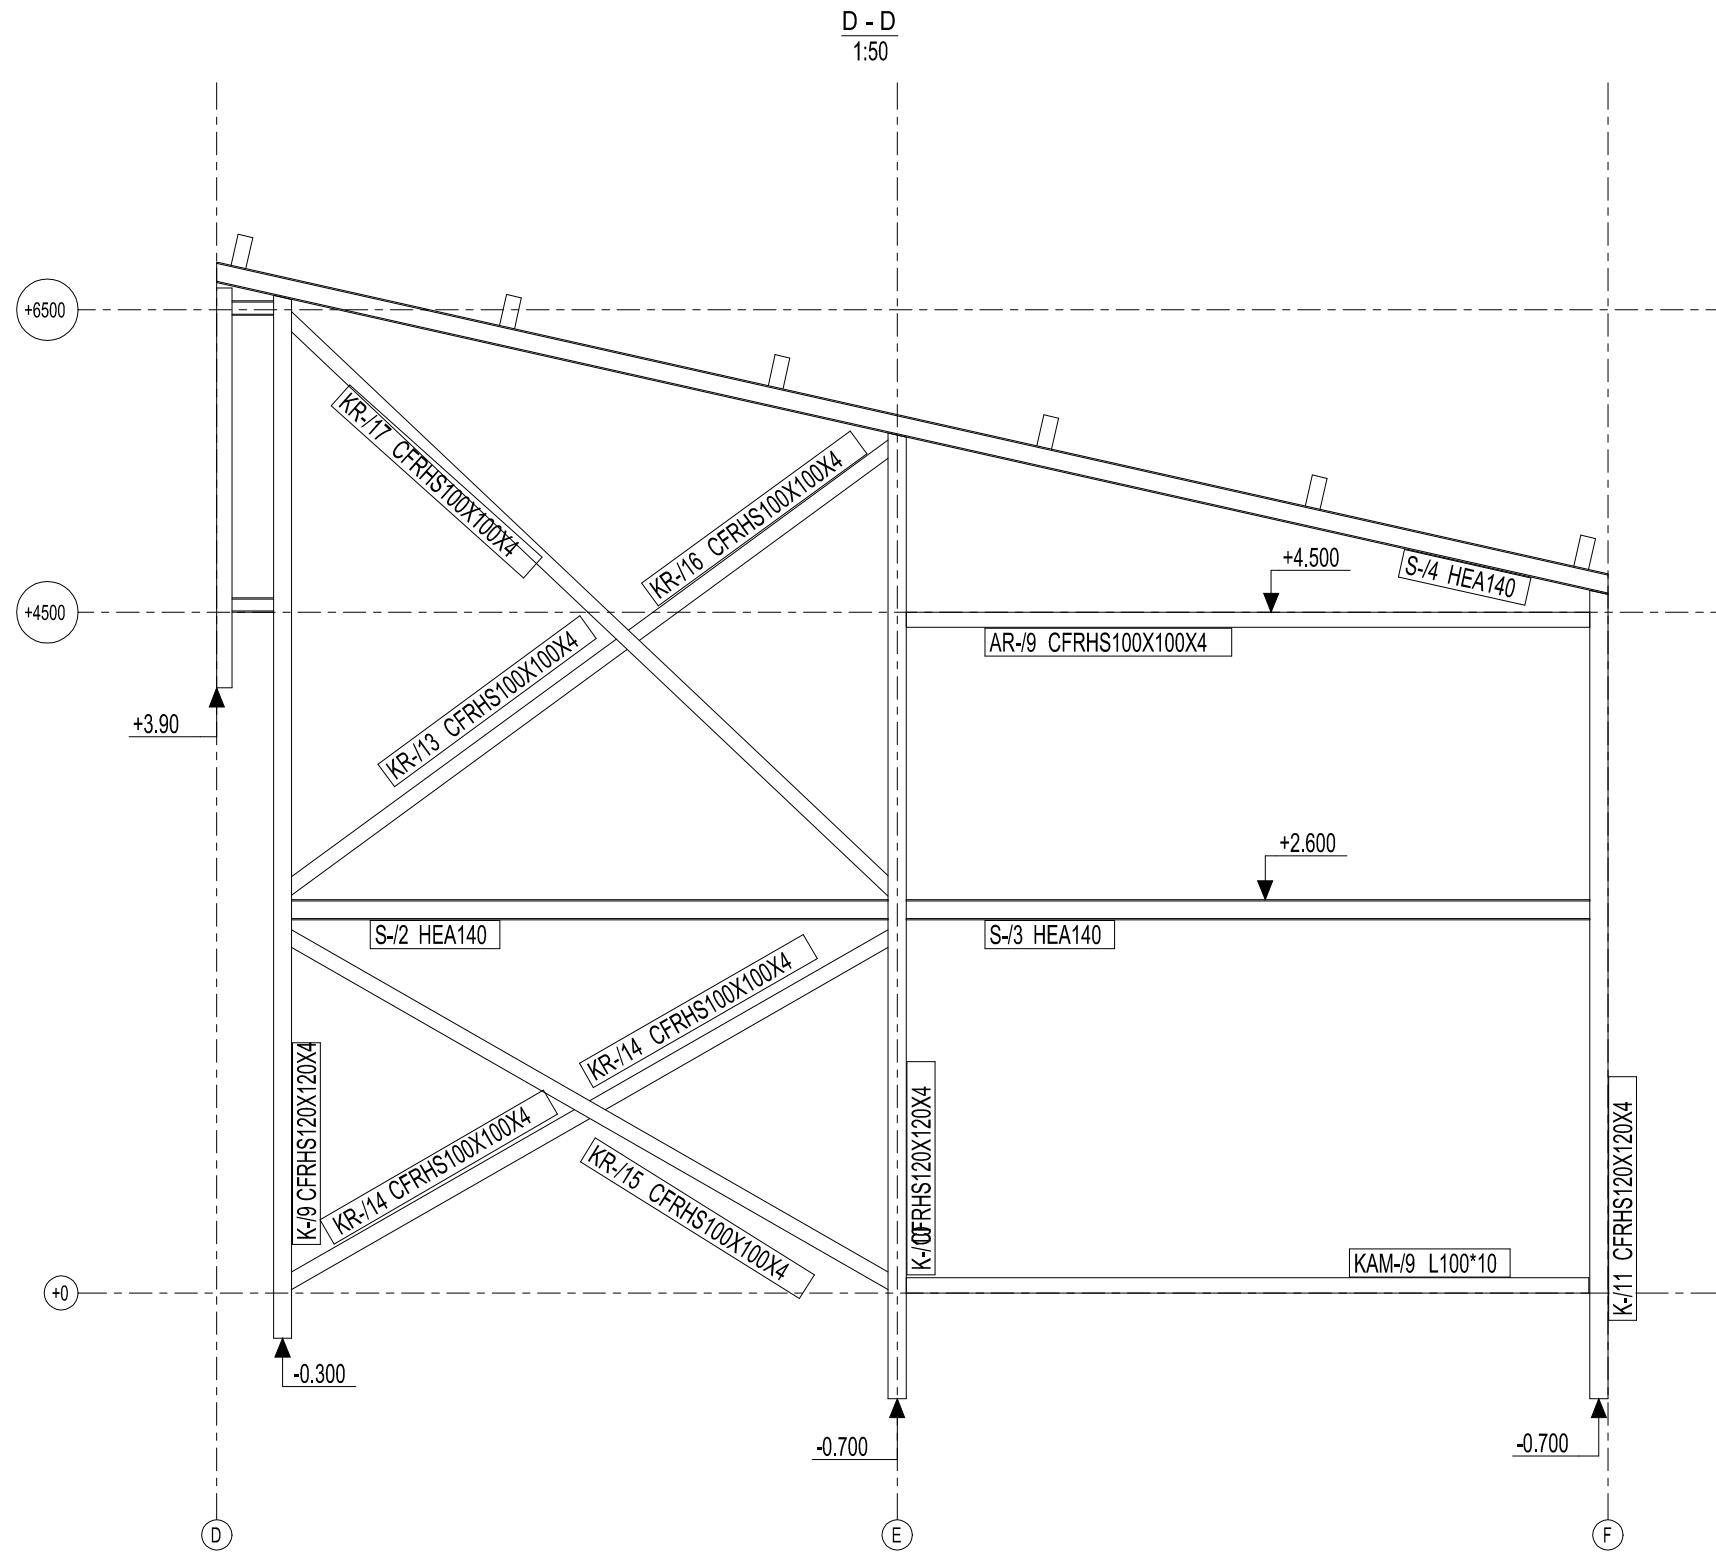 D - D
1:50
+6500
KR-/17 CFRHS100X100X4
KR-/16 CFRHS100X100X4
+4.500
S-/4 HEA140
+4500
AR-/9 CFRHS100X100X4
KR-/13 CFRHS100X100X4
+3.90
+2.600
S-/2 HEA140
S-/3 HEA140
KR-/14 CFRHS100X100X4
K-/9 CFRHS120X120X4
KR-/14 CFRHS100X100X4
KR-/15 CFRHS100X100X4
CFRHS120X120X4
K-/11 CFRHS120X120X4
KAM-/9 L100*10
+0
-0.300
-0.700
-0.700
D
E
F